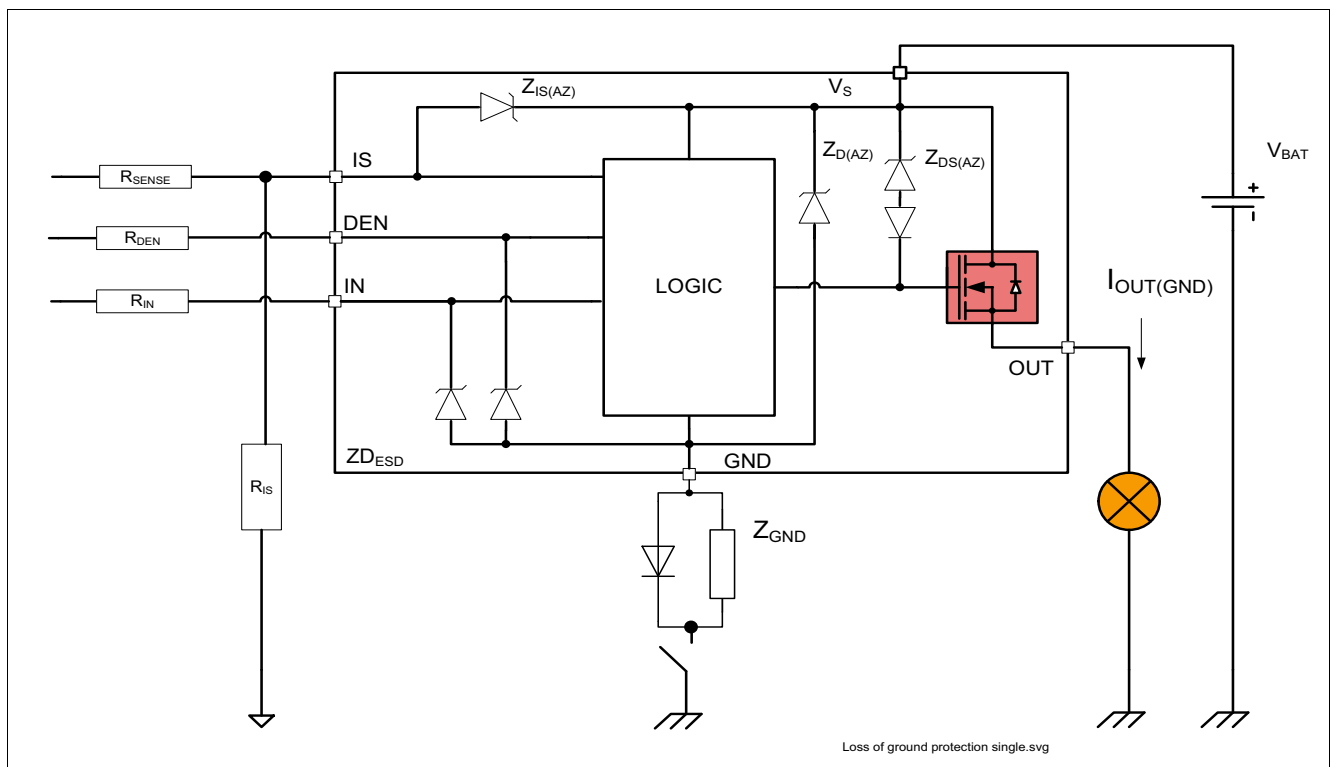 Z_IS(AZ)
V_S
Z_D(AZ)
Z_DS(AZ)
V_BAT
IS
R_SENSE
DEN
R_DEN
IN
R_IN
LOGIC
I_OUT(GND)
OUT
+
-
ZD_ESD
GND
R_IS
Z_GND
Loss of ground protection single.svg